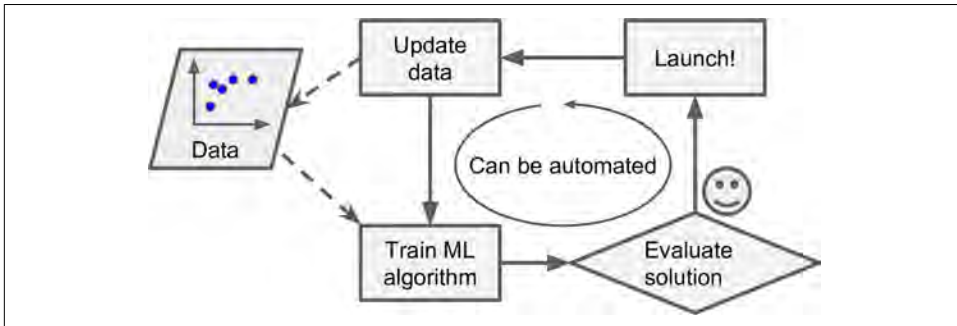 Update
data
Launch!
Data
Can be automated
Train ML
algorithm
Evaluate
solution